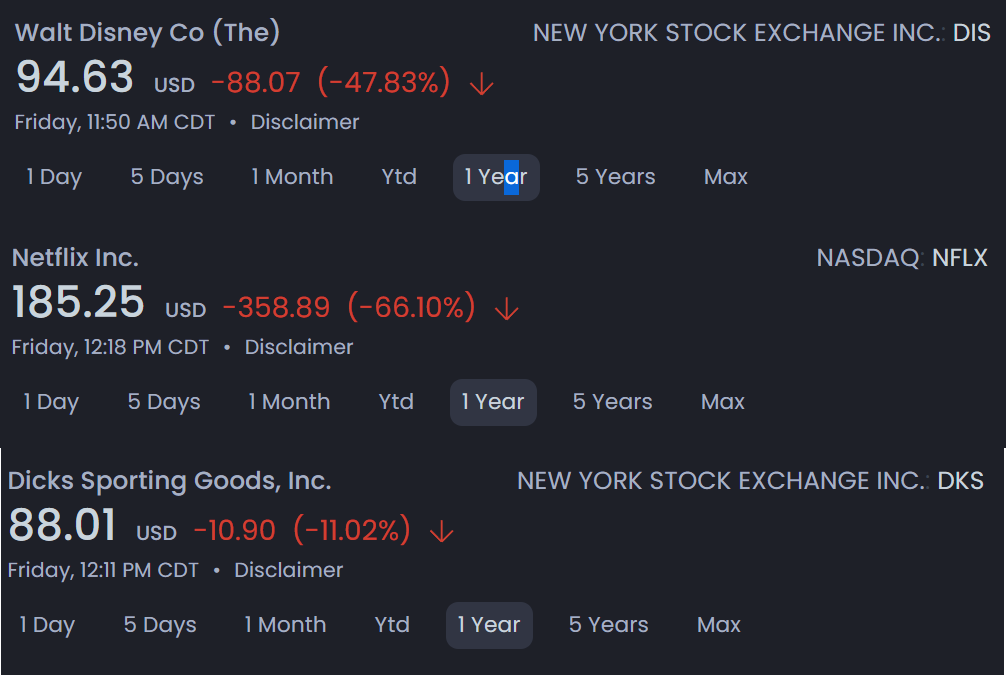 Walt Disney Co (The) NEW YORK STOCK EXCHANGE INC.: DIS
94.63 USD -88.07 (-47.83%) ↓
Friday, 11:50 AM CDT • Disclaimer
1 Day 5 Days 1 Month Ytd 1 Year 5 Years Max
Netflix Inc. NASDAQ: NFLX
185.25 USD -358.89 (-66.10%) ↓
Friday, 12:18 PM CDT • Disclaimer
1 Day 5 Days 1 Month Ytd 1 Year 5 Years Max
Dicks Sporting Goods, Inc. NEW YORK STOCK EXCHANGE INC.: DKS
88.01 USD -10.90 (-11.02%) ↓
Friday, 12:11 PM CDT • Disclaimer
1 Day 5 Days 1 Month Ytd 1 Year 5 Years Max